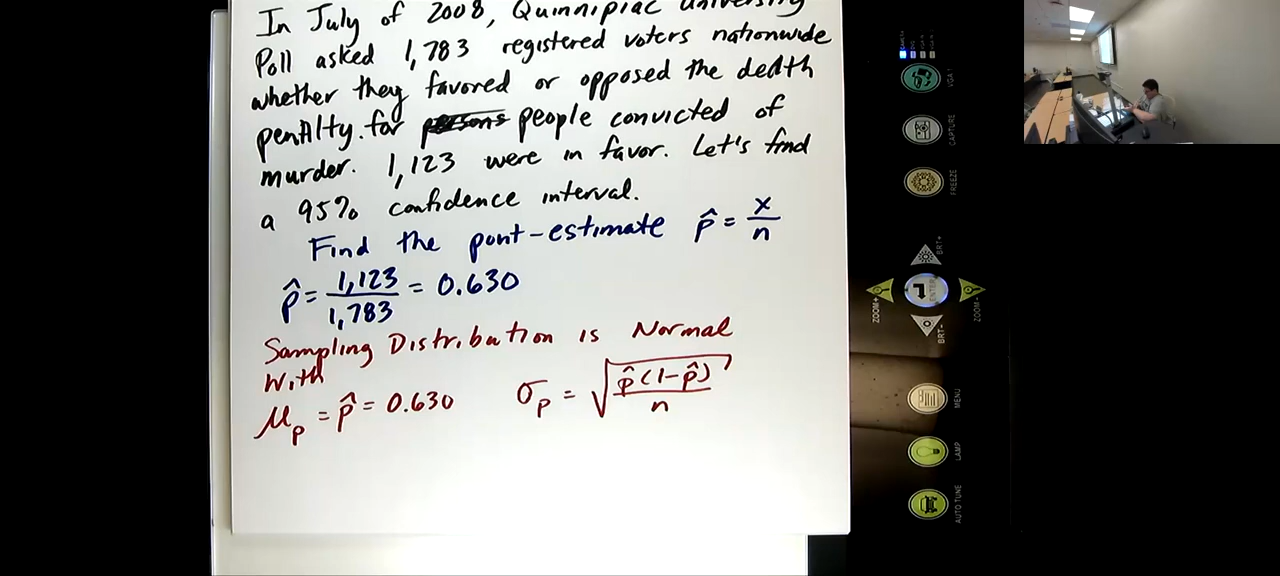 In July of 2008, Quinnipiac University
Poll asked 1,783 registered voters nationwide
whether they favored or opposed the death
penalty for persons people convicted of
murder. 1,123 were in favor. Let's find
a 95% confidence interval.
Find the pont-estimate p̂ = x/n
p̂ = 1,123/1,783 = 0.630
Sampling Distribution is Normal
With
μp = p̂ = 0.630 σp = √(p̂(1-p̂)/n)
CAPTURE
FREEZE
BRT+
ZOOM+
ENTER
ZOOM-
BRT-
MENU
LAMP
AUTO TUNE